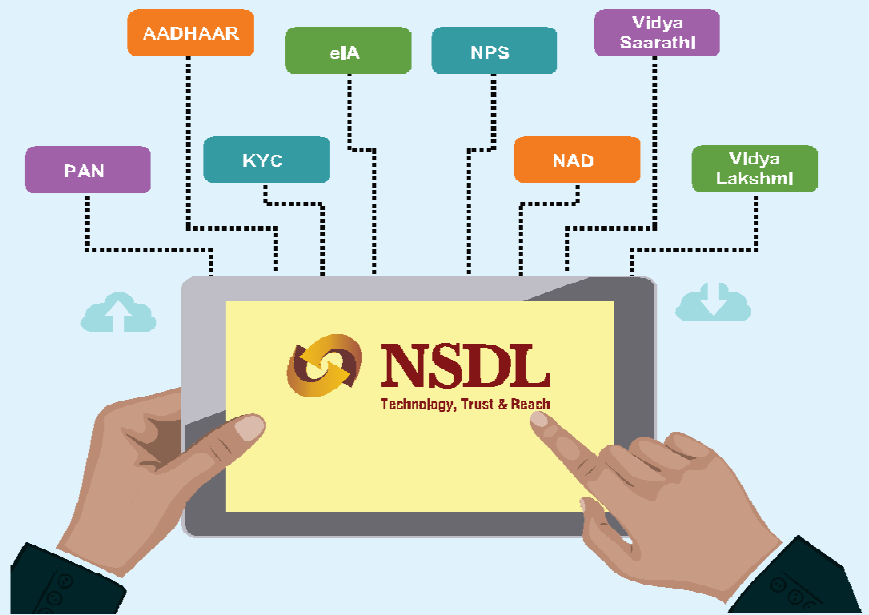 AADHAAR
eIA
NPS
Vidya
Saarathi
PAN
KYC
NAD
Vidya
Lakshmi
NSDL
Technology, Trust & Reach